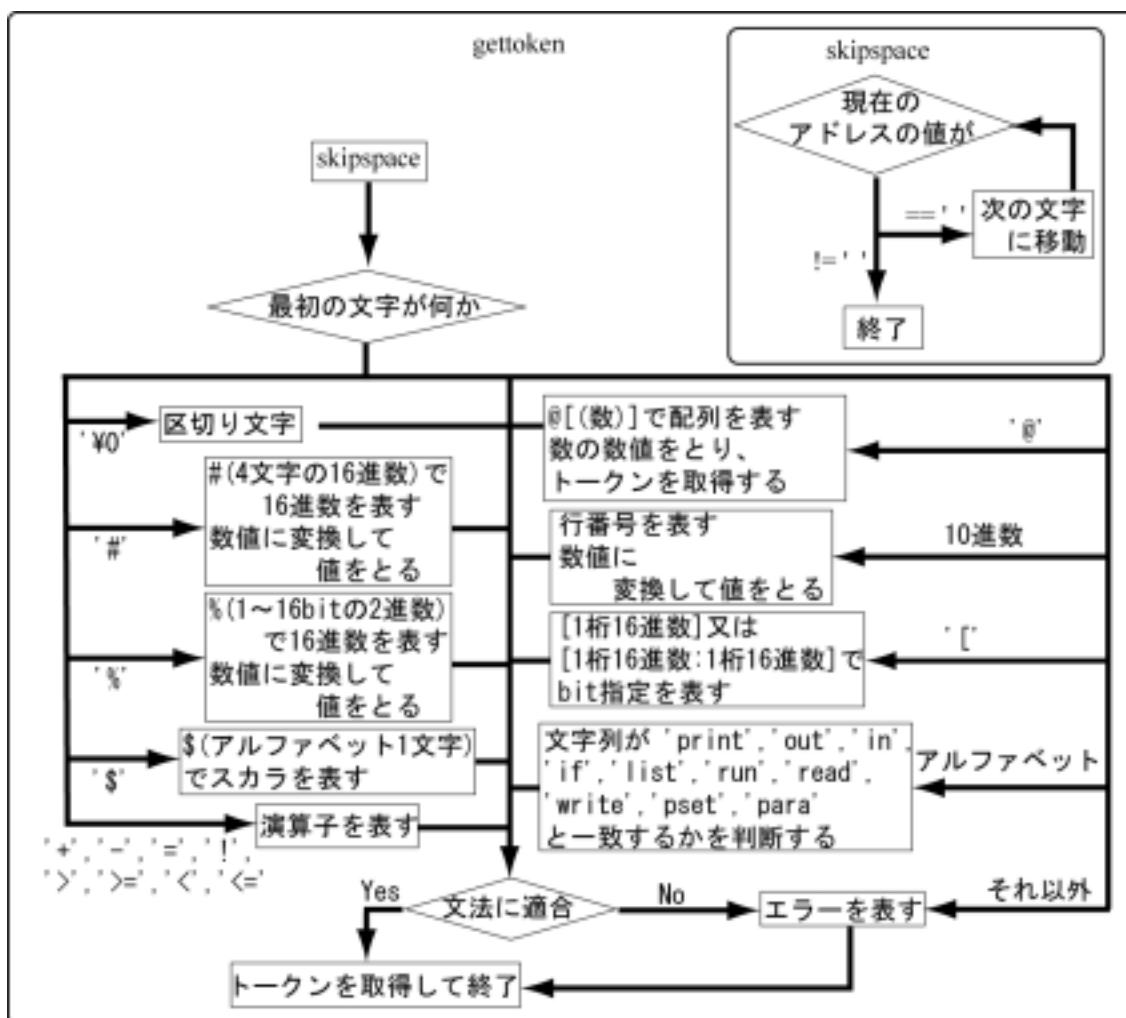 gettoken
skipspace
現在の
アドレスの値が
==' '
次の文字
に移動
!=' '
終了
skipspace
最初の文字が何か
'¥0'
区切り文字
@[(数)]で配列を表す
数の数値をとり、
トークンを取得する
'@'
#(4文字の16進数)で
16進数を表す
数値に変換して
値をとる
'#'
行番号を表す
数値に
変換して値をとる
10進数
%(1~16bitの2進数)
で16進数を表す
数値に変換して
値をとる
'%'
[1桁16進数]又は
[1桁16進数:1桁16進数]で
bit指定を表す
'['
$(アルファベット1文字)
でスカラを表す
'$'
文字列が 'print','out','in',
'if','list','run','read',
'write','pset','para'
と一致するかを判断する
アルファベット
演算子を表す
'+','-','=','!',
'>','>=','<','<='
Yes
文法に適合
No
エラーを表す
それ以外
トークンを取得して終了